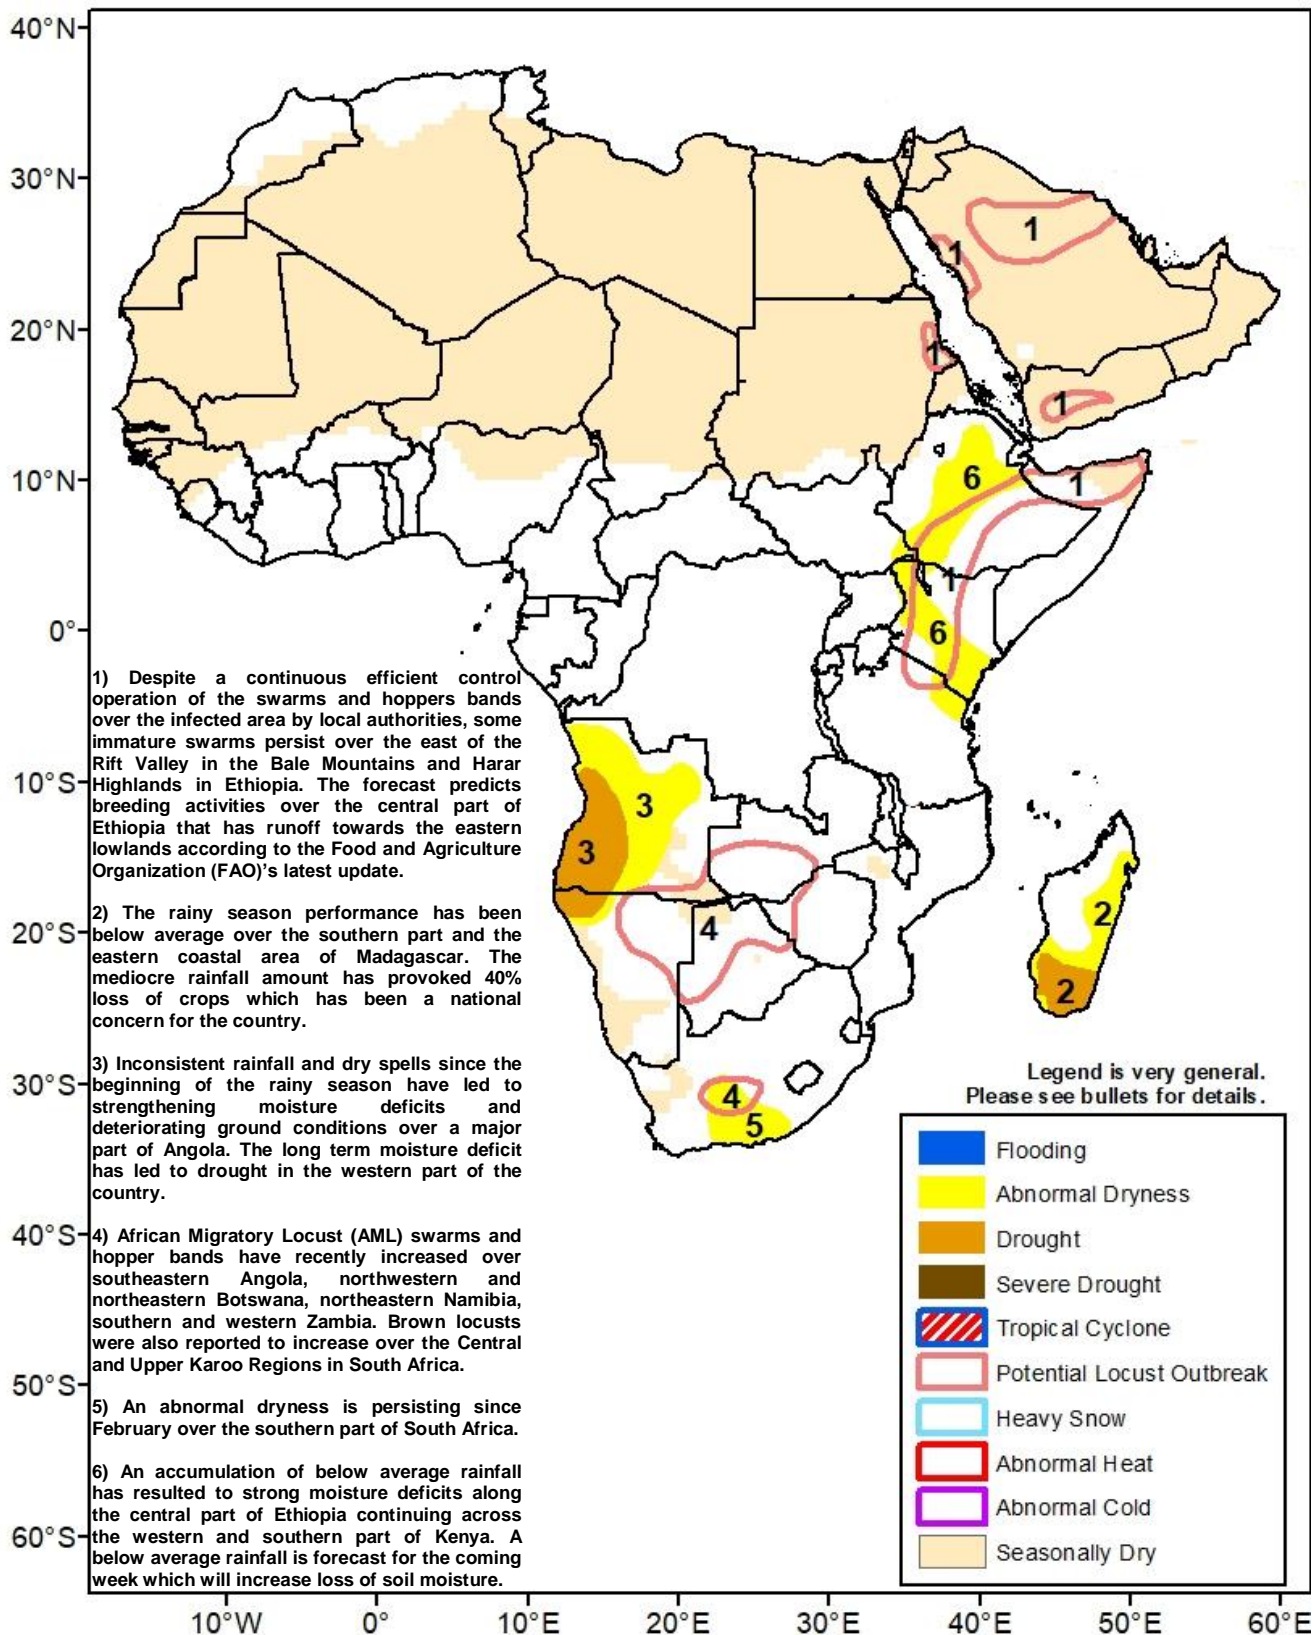 40°N
30°N
20°N
10°N
0°
10°S
20°S
30°S
40°S
50°S
60°S
1
1
1
1
1
6
1
6
3
3
4
2
2
4
5
1) Despite a continuous efficient control
operation of the swarms and hoppers bands
over the infected area by local authorities, some
immature swarms persist over the east of the
Rift Valley in the Bale Mountains and Harar
Highlands in Ethiopia. The forecast predicts
breeding activities over the central part of
Ethiopia that has runoff towards the eastern
lowlands according to the Food and Agriculture
Organization (FAO)'s latest update.
2) The rainy season performance has been
below average over the southern part and the
eastern coastal area of Madagascar. The
mediocre rainfall amount has provoked 40%
loss of crops which has been a national
concern for the country.
3) Inconsistent rainfall and dry spells since the
beginning of the rainy season have led to
strengthening moisture deficits and
deteriorating ground conditions over a major
part of Angola. The long term moisture deficit
has led to drought in the western part of the
country.
4) African Migratory Locust (AML) swarms and
hopper bands have recently increased over
southeastern Angola, northwestern and
northeastern Botswana, northeastern Namibia,
southern and western Zambia. Brown locusts
were also reported to increase over the Central
and Upper Karoo Regions in South Africa.
5) An abnormal dryness is persisting since
February over the southern part of South Africa.
6) An accumulation of below average rainfall
has resulted to strong moisture deficits along
the central part of Ethiopia continuing across
the western and southern part of Kenya. A
below average rainfall is forecast for the coming
week which will increase loss of soil moisture.
Legend is very general.
Please see bullets for details.
Flooding
Abnormal Dryness
Drought
Severe Drought
Tropical Cyclone
Potential Locust Outbreak
Heavy Snow
Abnormal Heat
Abnormal Cold
Seasonally Dry
10°W 0° 10°E 20°E 30°E 40°E 50°E 60°E